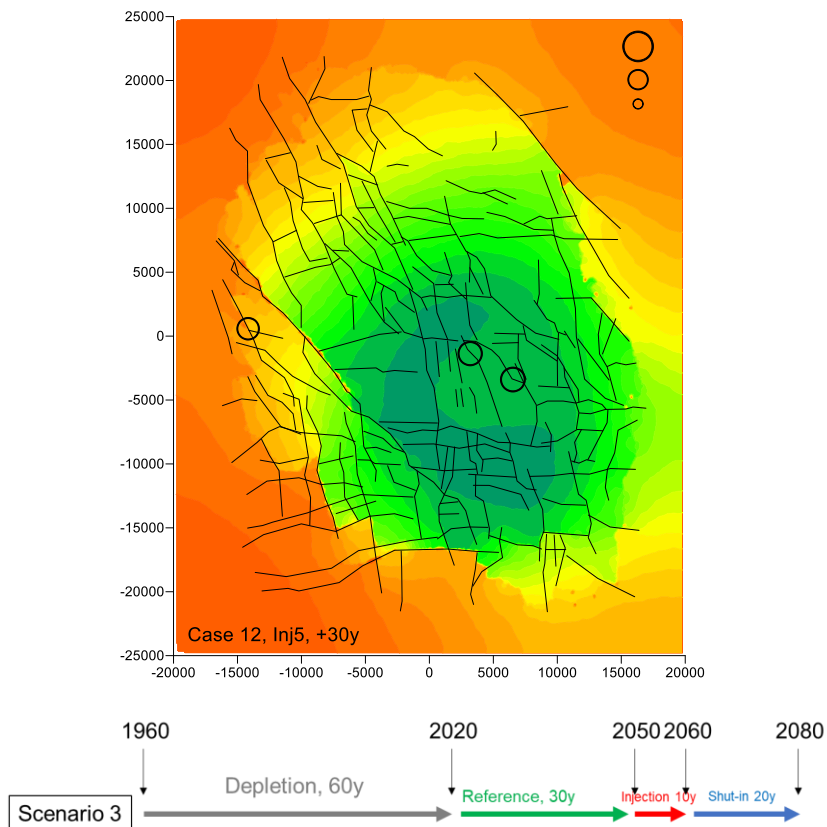 25000
20000
15000
10000
5000
0
-5000
-10000
-15000
-20000
-25000
Case 12, Inj5, +30y
-20000 -15000 -10000 -5000 0 5000 10000 15000 20000
1960 2020 2050 2060 2080
Depletion, 60y Reference, 30y Injection 10y Shut-in 20y
Scenario 3